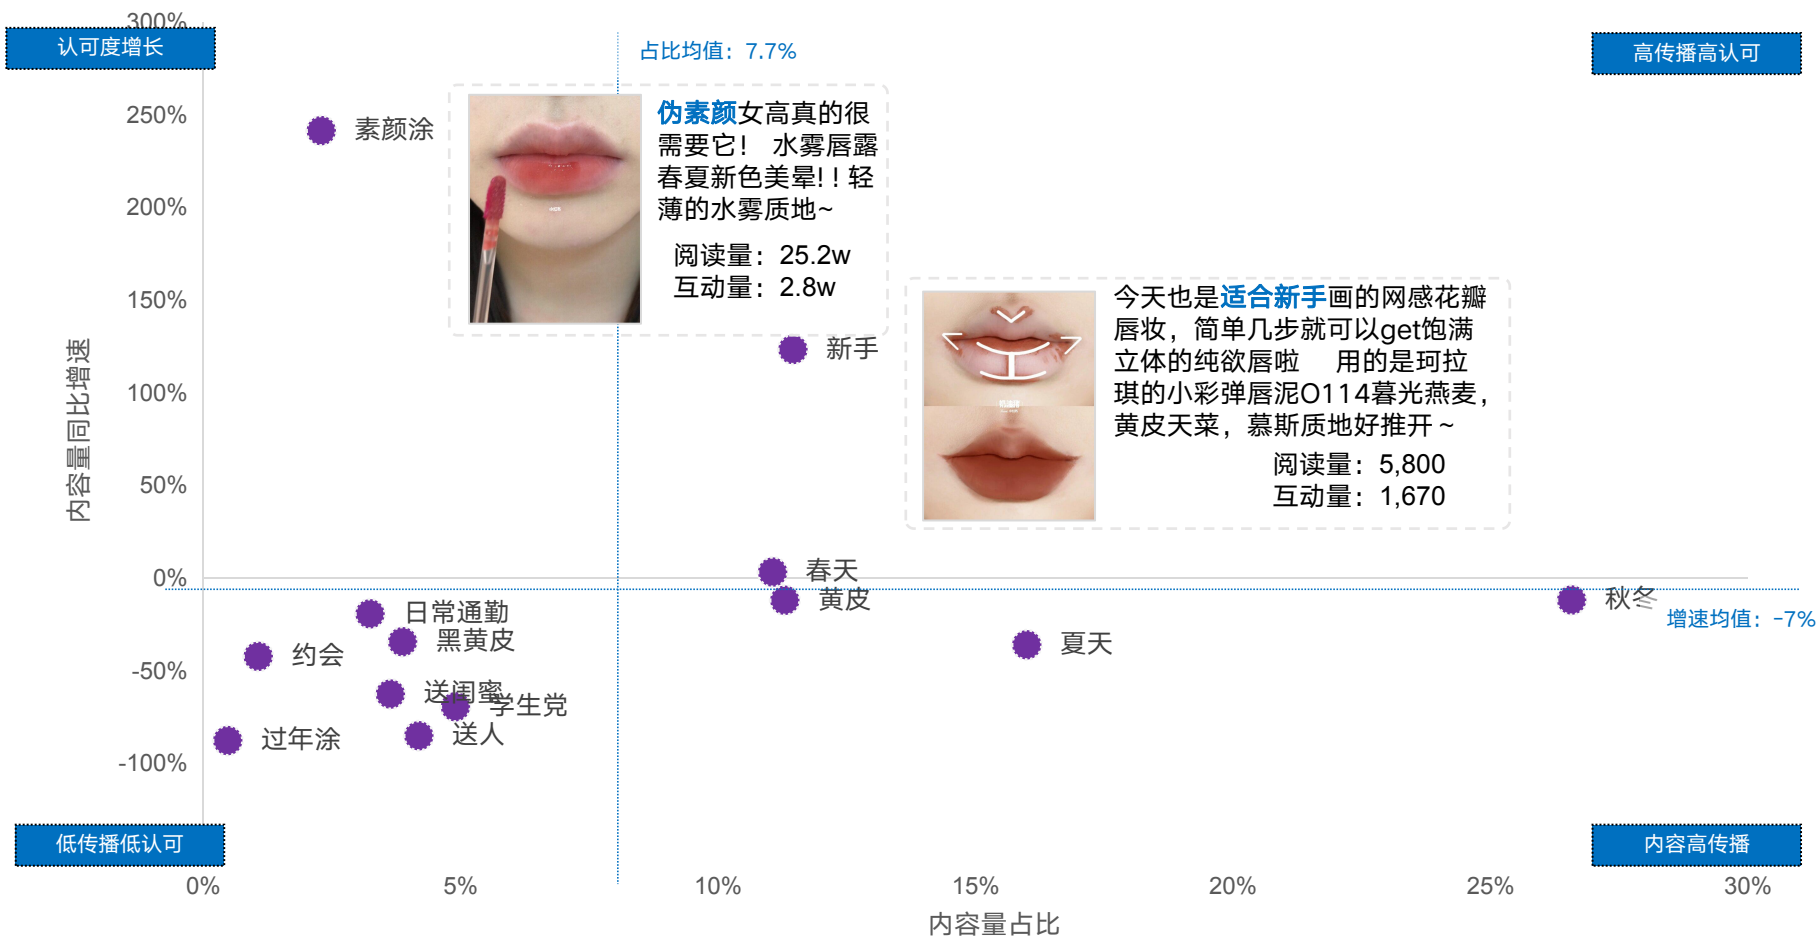 300%
认可度增长
占比均值：7.7%
高传播高认可
250%
素颜涂
伪素颜女高真的很
需要它！ 水雾唇露
春夏新色美晕!！轻
薄的水雾质地~
阅读量：25.2w
互动量：2.8w
200%
150%
新手
今天也是适合新手画的网感花瓣
唇妆，简单几步就可以get饱满
立体的纯欲唇啦 用的是珂拉
琪的小彩弹唇泥O114暮光燕麦，
黄皮天菜，慕斯质地好推开~
阅读量：5,800
互动量：1,670
内容量同比增速
100%
50%
0%
春天
黄皮
秋冬
增速均值：-7%
日常通勤
黑黄皮
夏天
约会
-50%
送闺蜜
学生党
送人
过年涂
-100%
低传播低认可
内容高传播
0%
5%
10%
15%
20%
25%
30%
内容量占比